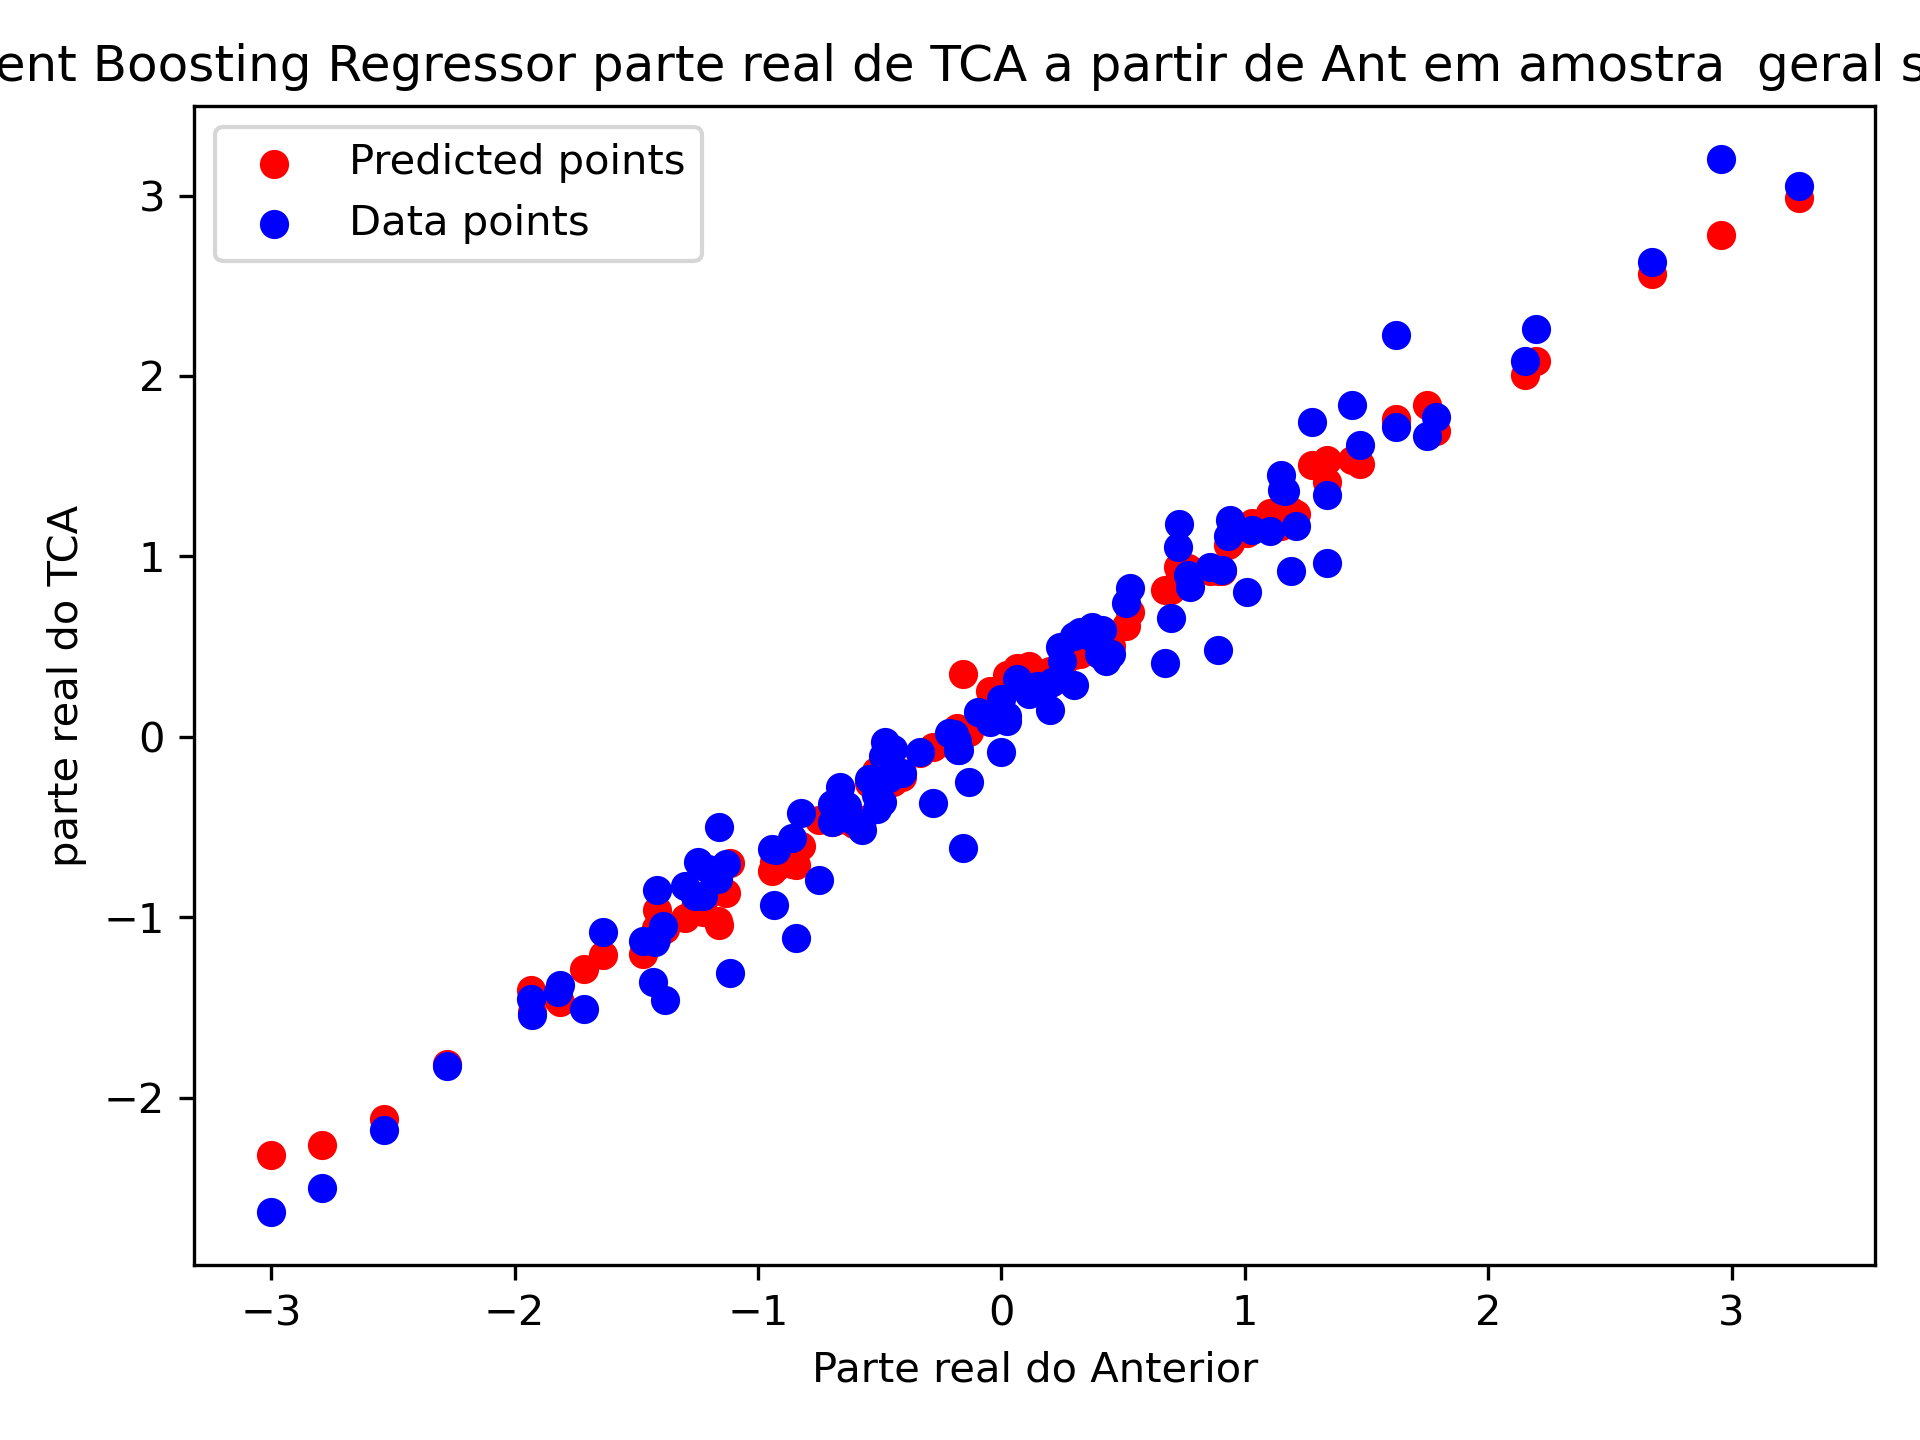 ent Boosting Regressor parte real de TCA a partir de Ant em amostra  geral s
Predicted points
Data points
3
2
1
0
−1
−2
parte real do TCA
−3 −2 −1 0 1 2 3
Parte real do Anterior